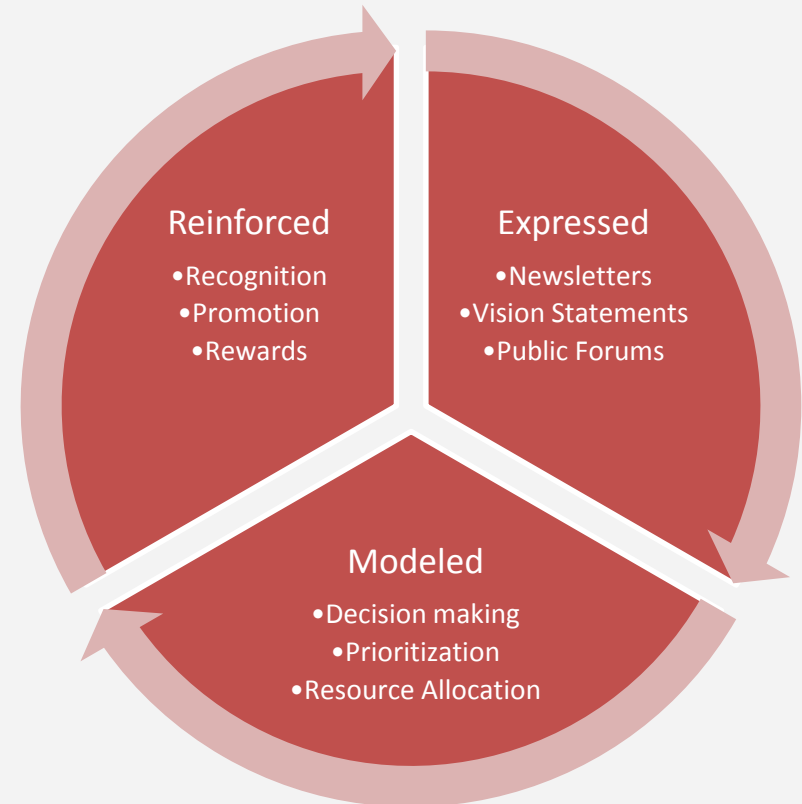 Reinforced
•Recognition
•Promotion
•Rewards
Expressed
•Newsletters
•Vision Statements
•Public Forums
Modeled
•Decision making
•Prioritization
•Resource Allocation